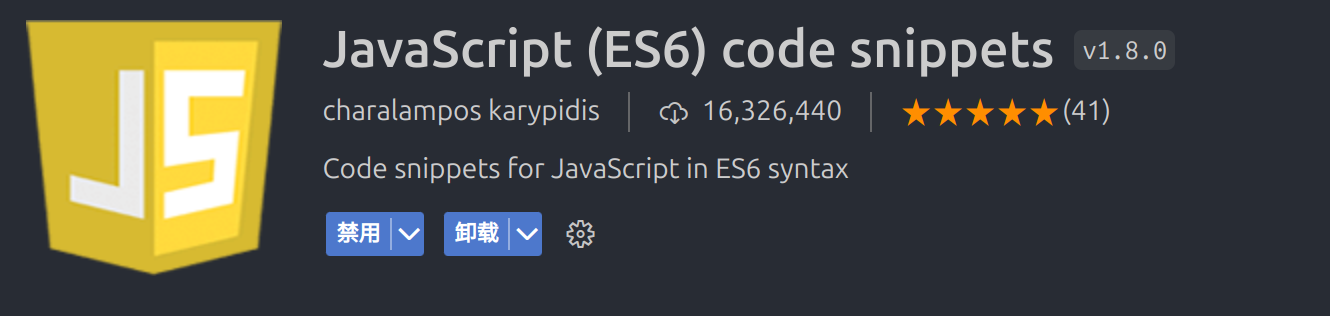 JavaScript (ES6) code snippets v1.8.0
charalampos karypidis 16,326,440 (41)
Code snippets for JavaScript in ES6 syntax
禁用 卸载
JS